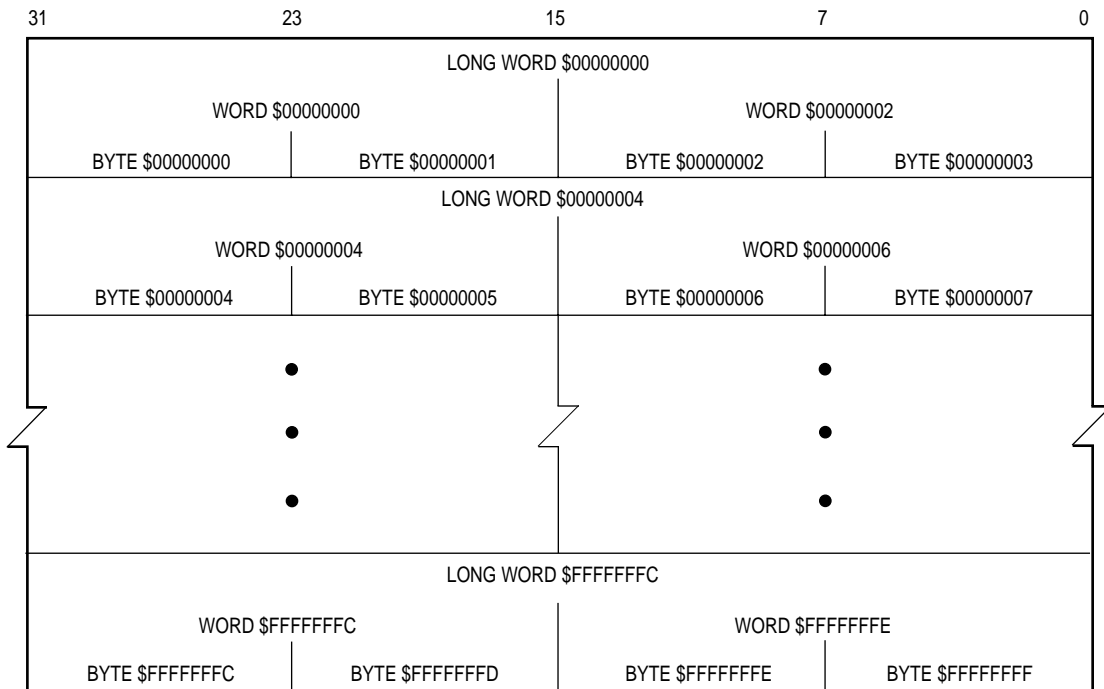 31 23 15 7 0
LONG WORD $00000000
WORD $00000000 WORD $00000002
BYTE $00000000 BYTE $00000001 BYTE $00000002 BYTE $00000003
LONG WORD $00000004
WORD $00000004 WORD $00000006
BYTE $00000004 BYTE $00000005 BYTE $00000006 BYTE $00000007
LONG WORD $FFFFFFFC
WORD $FFFFFFFC WORD $FFFFFFFE
BYTE $FFFFFFFC BYTE $FFFFFFFD BYTE $FFFFFFFE BYTE $FFFFFFFF